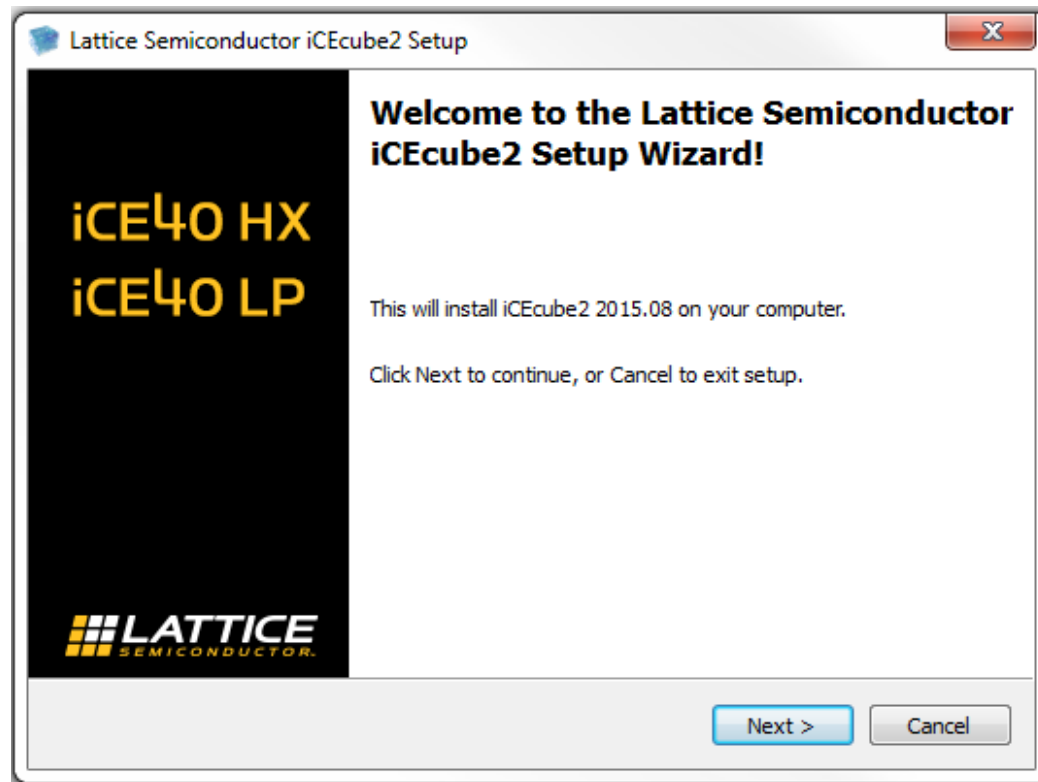 Lattice Semiconductor iCEcube2 Setup
Welcome to the Lattice Semiconductor
iCEcube2 Setup Wizard!
iCE40 HX
iCE40 LP
This will install iCEcube2 2015.08 on your computer.
Click Next to continue, or Cancel to exit setup.
LATTICE
SEMICONDUCTOR.
Next >
Cancel